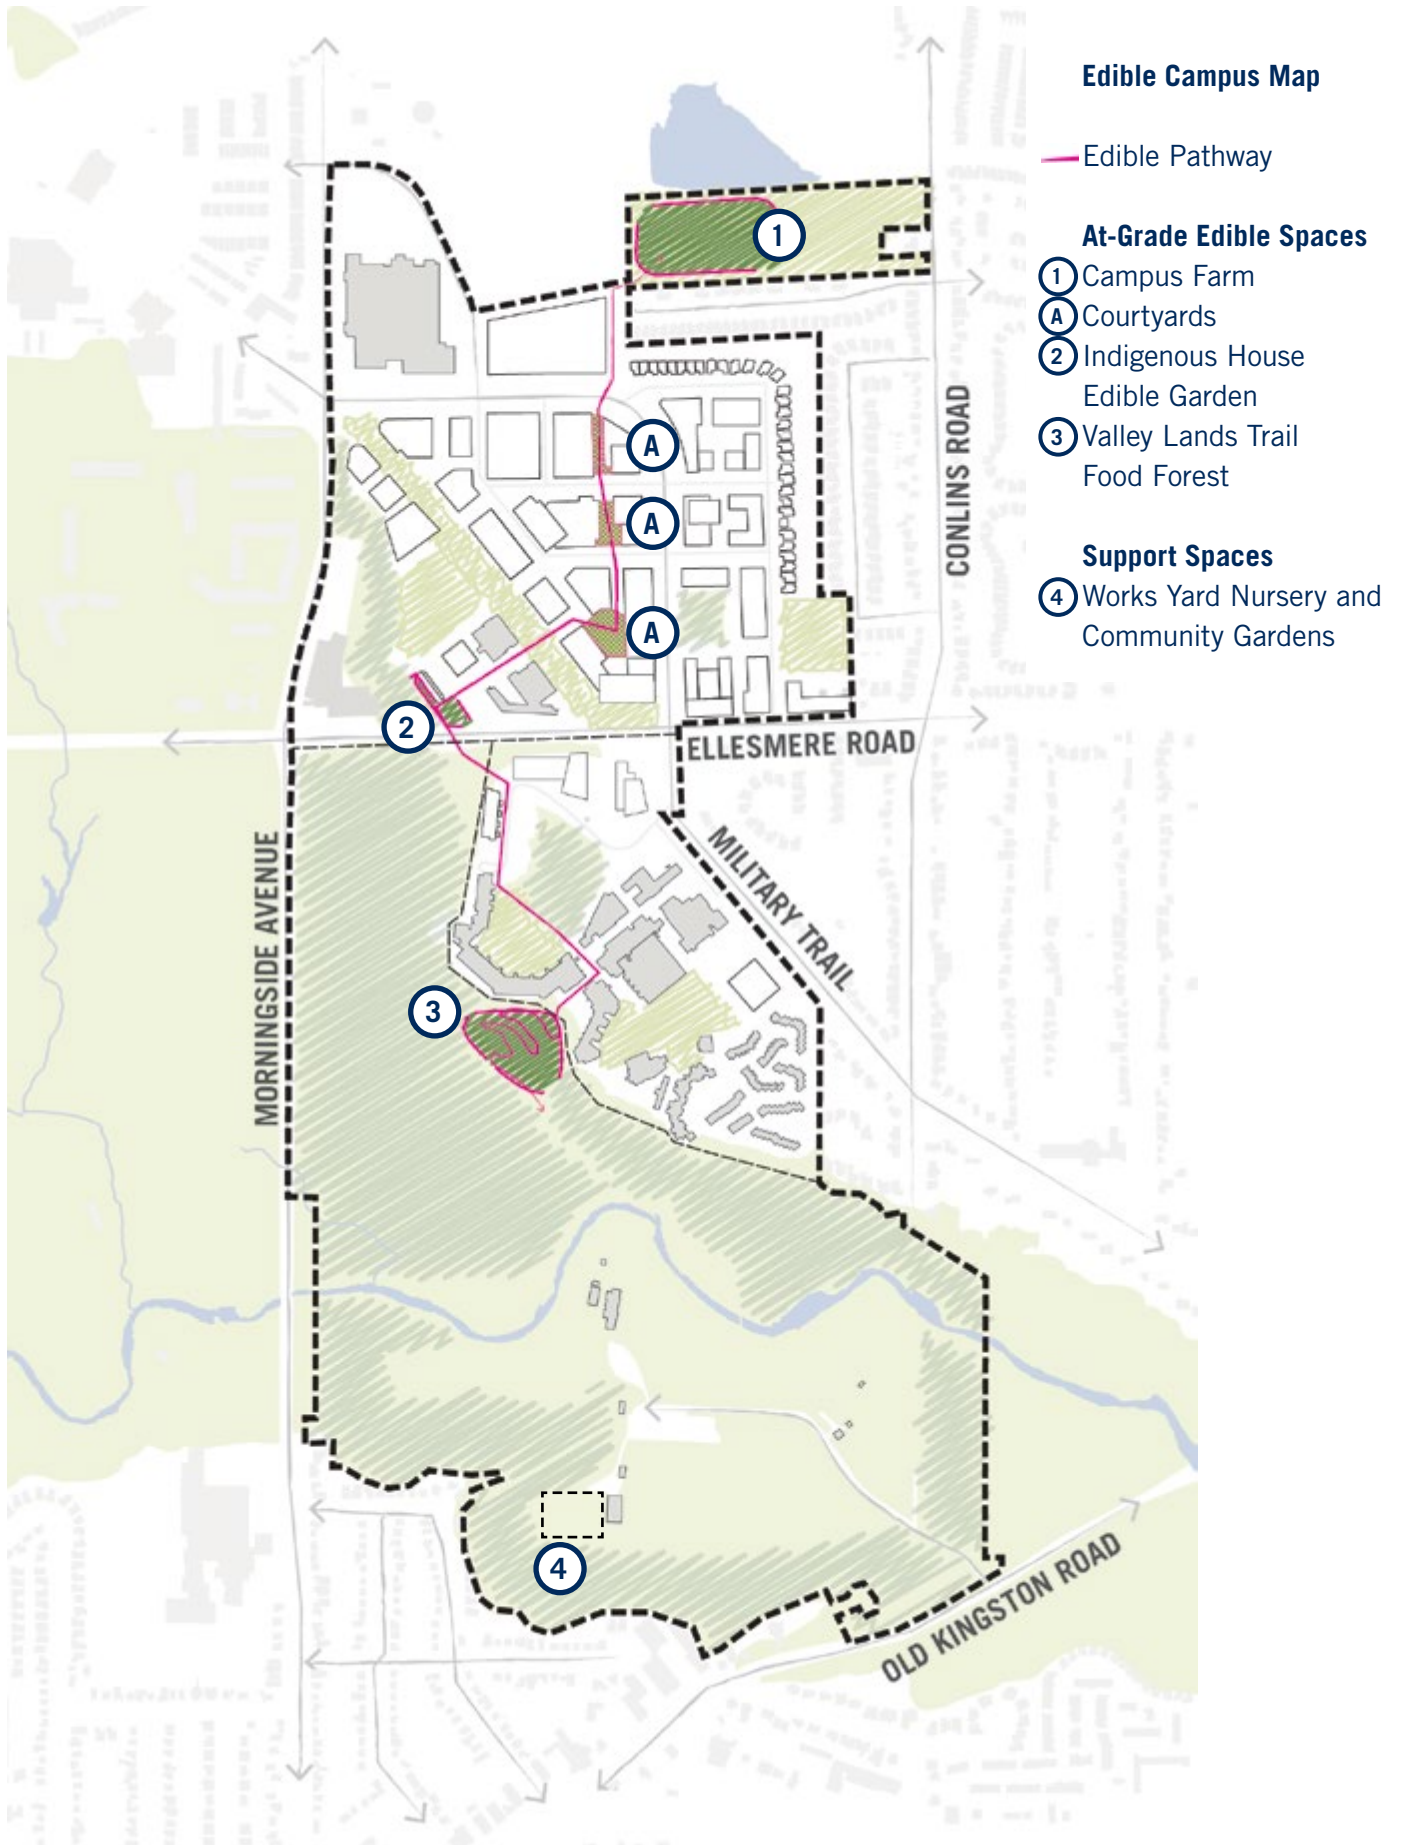 Edible Campus Map
Edible Pathway
At-Grade Edible Spaces
1 Campus Farm
A Courtyards
2 Indigenous House
Edible Garden
3 Valley Lands Trail
Food Forest
Support Spaces
4 Works Yard Nursery and
Community Gardens
1
A
A
A
2
3
4
CONLINS ROAD
ELLESMERE ROAD
MILITARY TRAIL
MORNINGSIDE AVENUE
OLD KINGSTON ROAD